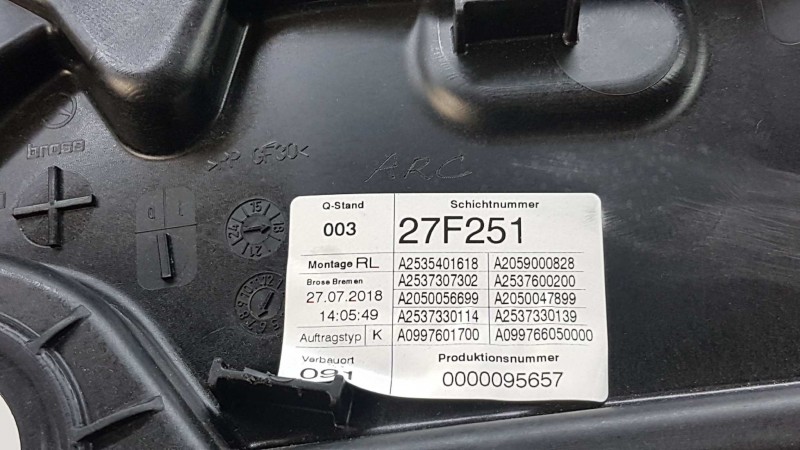 brose
>PP GF30<
A.R.C
Q-Stand
003
Schichtnummer
27F251
Montage RL
Brose Bremen
27.07.2018
14:05:49
Auftragstyp K
A2535401618 A2059000828
A2537307302 A2537600200
A2050056699 A2050047899
A2537330114 A2537330139
A0997601700 A099766050000
Verbauort
091
Produktionsnummer
0000095657